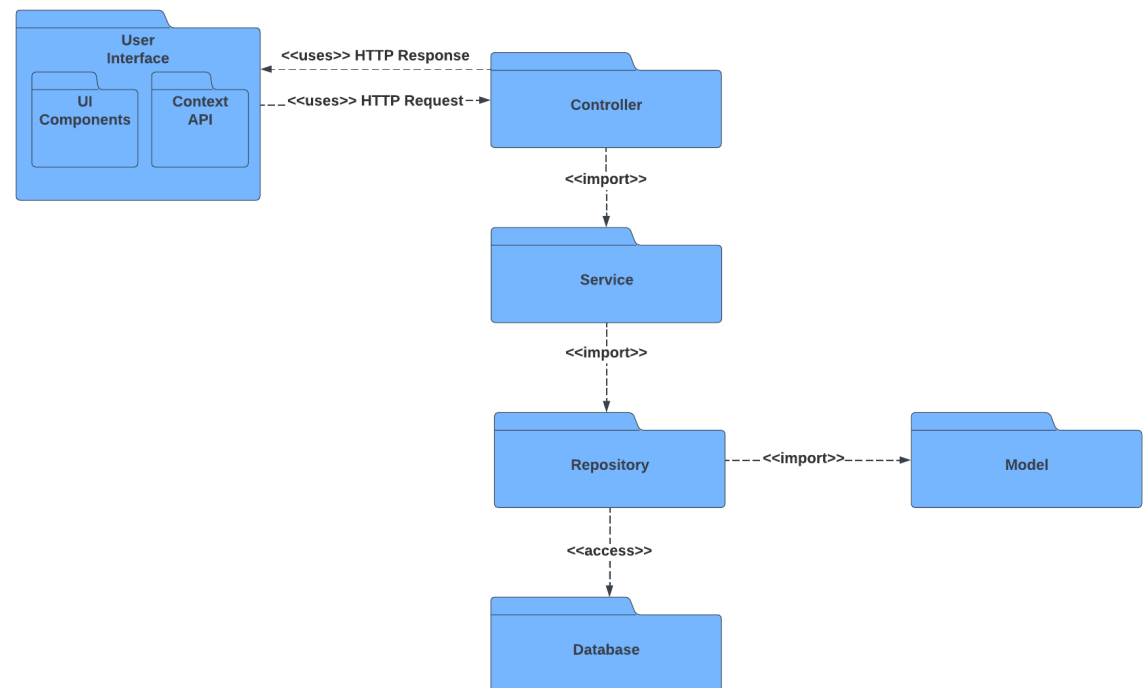 User
Interface
UI
Components
Context
API
<<uses>> HTTP Response
<<uses>> HTTP Request
Controller
<<import>>
Service
<<import>>
Repository
<<import>>
Model
<<access>>
Database